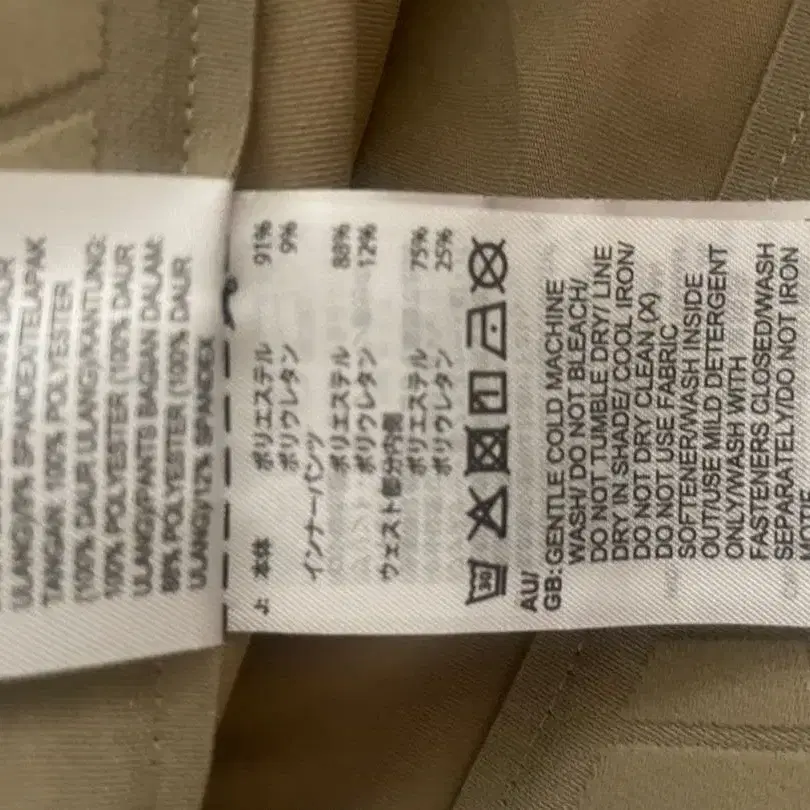 ULANG)/9% SPANDEX/TELAPAK
TANGAN: 100% POLYESTER
(100% DAUR ULANG)/KANTUNG:
100% POLYESTER (100% DAUR
ULANG)/PANTS BAGIAN DALAM:
88% POLYESTER (100% DAUR
ULANG)/12% SPANDEX
J: 本体
ポリエステル 91%
ポリウレタン 9%
インナーパンツ
ポリエステル 88%
ポリウレタン 12%
ウェスト部分内側
ポリエステル 75%
ポリウレタン 25%
30
AU/
GB: GENTLE COLD MACHINE
WASH/ DO NOT BLEACH/
DO NOT TUMBLE DRY/ LINE
DRY IN SHADE/ COOL IRON/
DO NOT DRY CLEAN (X)
DO NOT USE FABRIC
SOFTENER/WASH INSIDE
OUT/USE MILD DETERGENT
ONLY/WASH WITH
FASTENERS CLOSED/WASH
SEPARATELY/DO NOT IRON